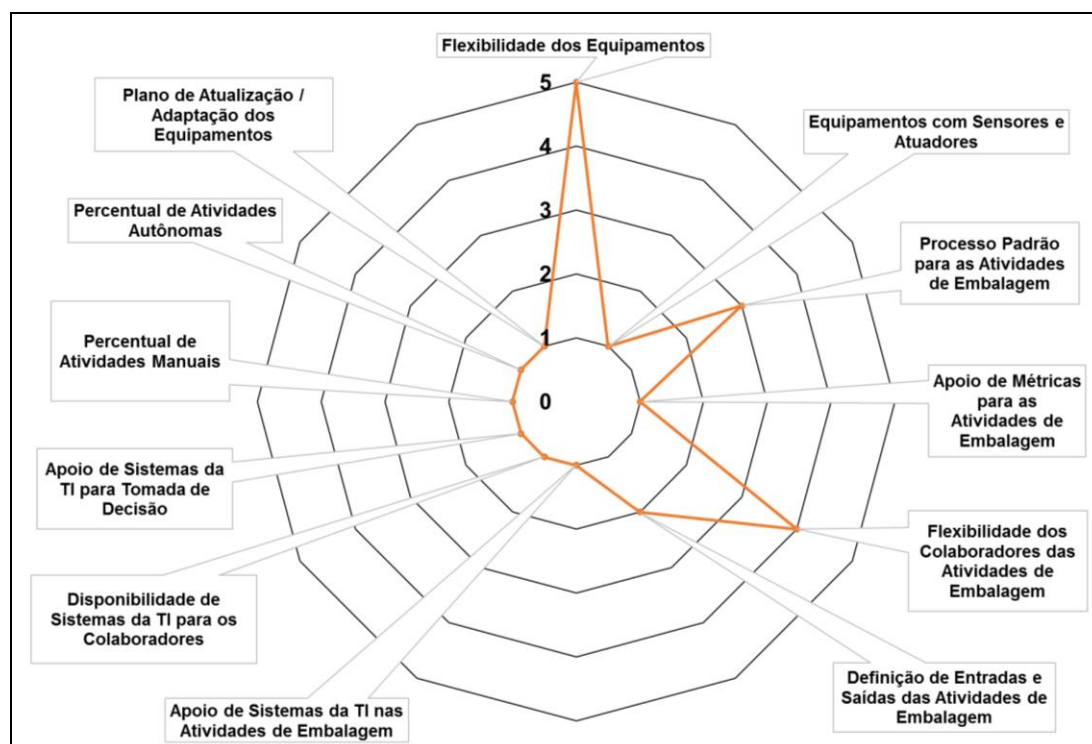 Flexibilidade dos Equipamentos
Plano de Atualização /
Adaptação dos
Equipamentos
Equipamentos com Sensores e
Atuadores
Percentual de Atividades
Autônomas
Processo Padrão
para as Atividades
de Embalagem
Percentual de
Atividades Manuais
Apoio de Métricas
para as
Atividades de
Embalagem
Apoio de Sistemas da
TI para Tomada de
Decisão
Flexibilidade dos
Colaboradores das
Atividades de
Embalagem
Disponibilidade de
Sistemas da TI para os
Colaboradores
Definição de Entradas e
Saídas das Atividades de
Embalagem
Apoio de Sistemas da TI nas
Atividades de Embalagem
5
4
3
2
1
0